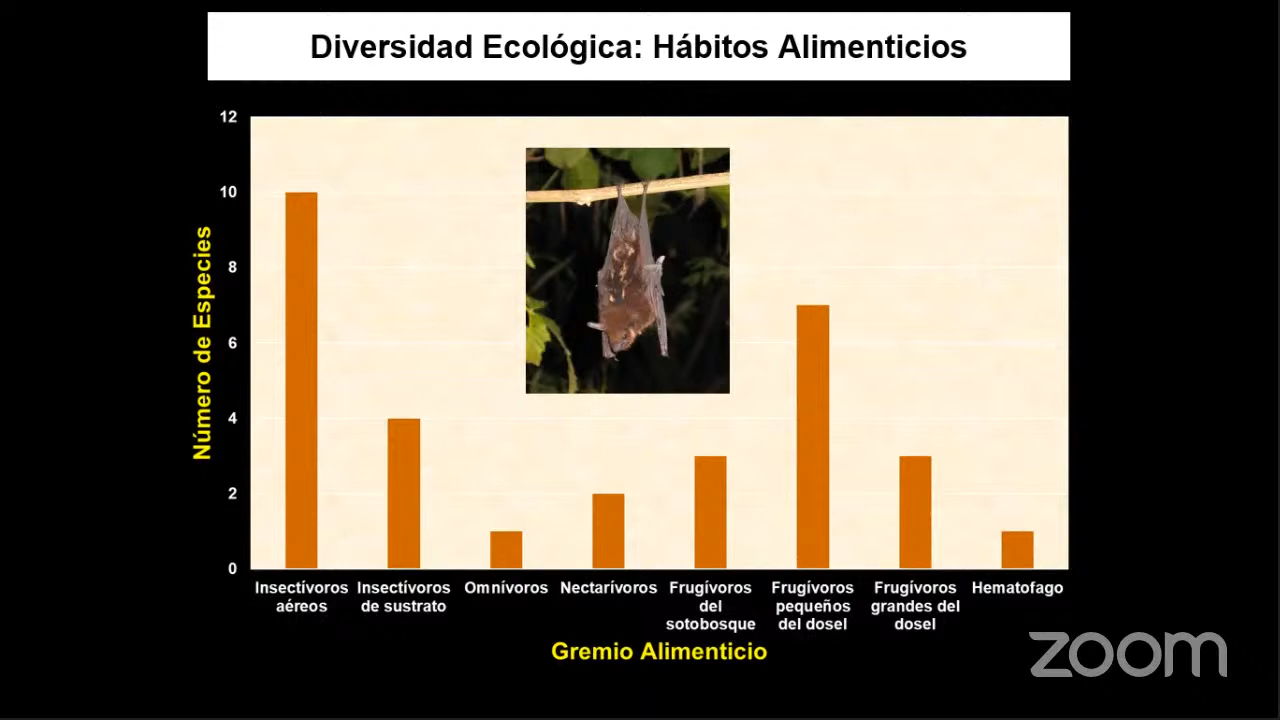 Diversidad Ecológica: Hábitos Alimenticios
12
10
8
6
4
2
0
Número de Especies
Insectívoros aéreos
Insectívoros de sustrato
Omnívoros
Nectarívoros
Frugívoros del sotobosque
Frugívoros pequeños del dosel
Frugívoros grandes del dosel
Hematofago
Gremio Alimenticio
zoom